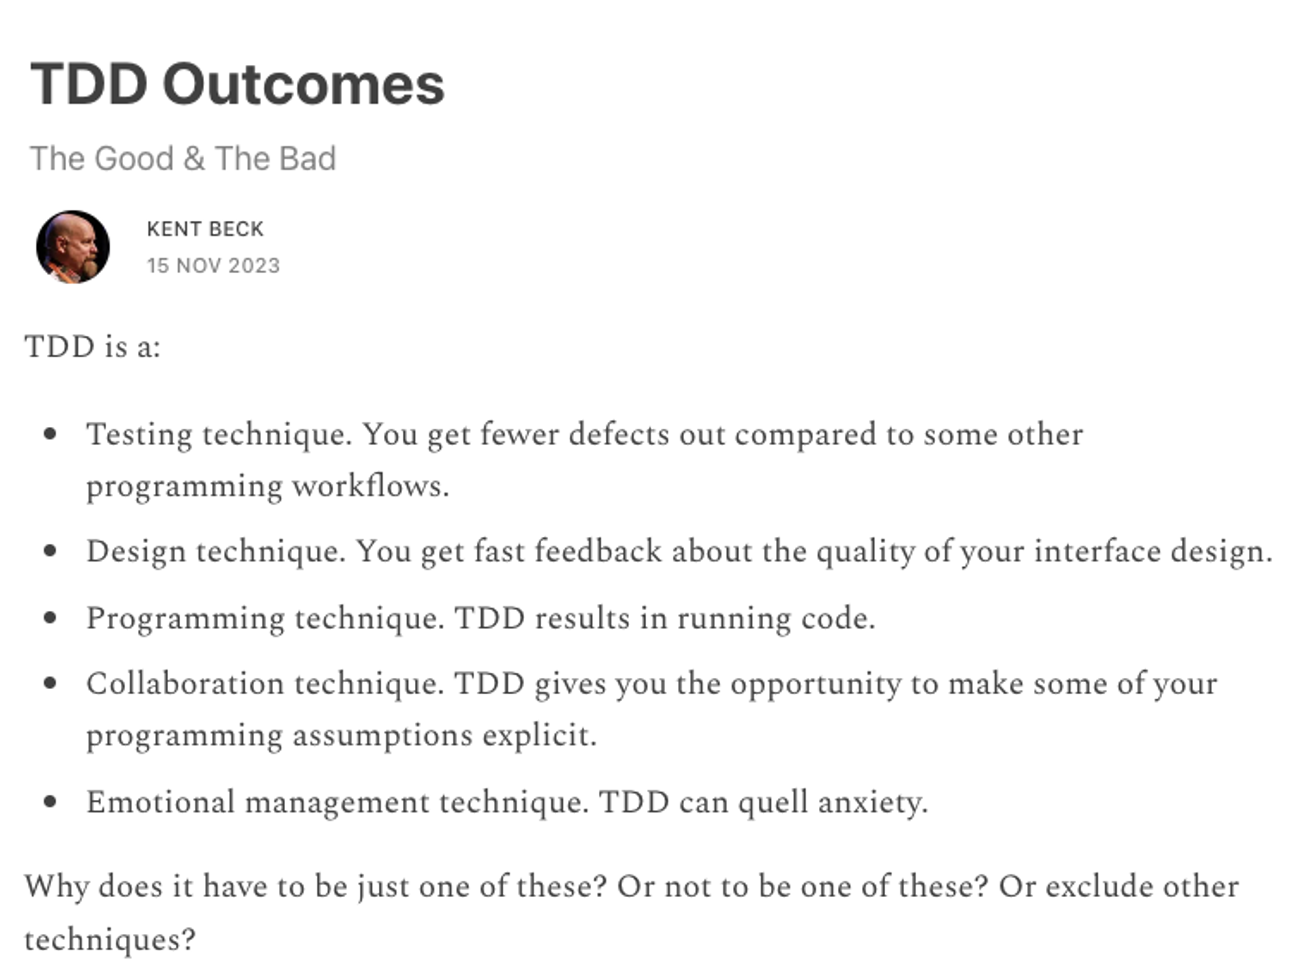 TDD Outcomes
The Good & The Bad
KENT BECK
15 NOV 2023
TDD is a:
• Testing technique. You get fewer defects out compared to some other
programming workflows.
• Design technique. You get fast feedback about the quality of your interface design.
• Programming technique. TDD results in running code.
• Collaboration technique. TDD gives you the opportunity to make some of your
programming assumptions explicit.
• Emotional management technique. TDD can quell anxiety.
Why does it have to be just one of these? Or not to be one of these? Or exclude other
techniques?